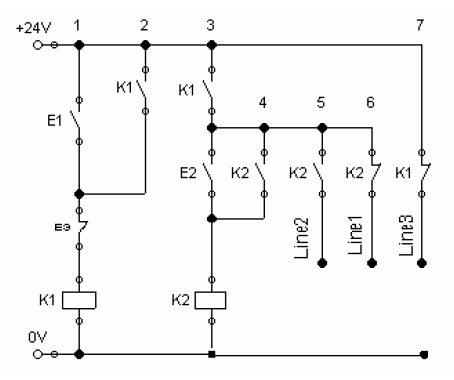 +24V 1 2 3 7
K1 K1
4 5 6
E1
E2 K2 K2 K2 K1
E3
Line2 Line1 Line3
K1 K2
0V